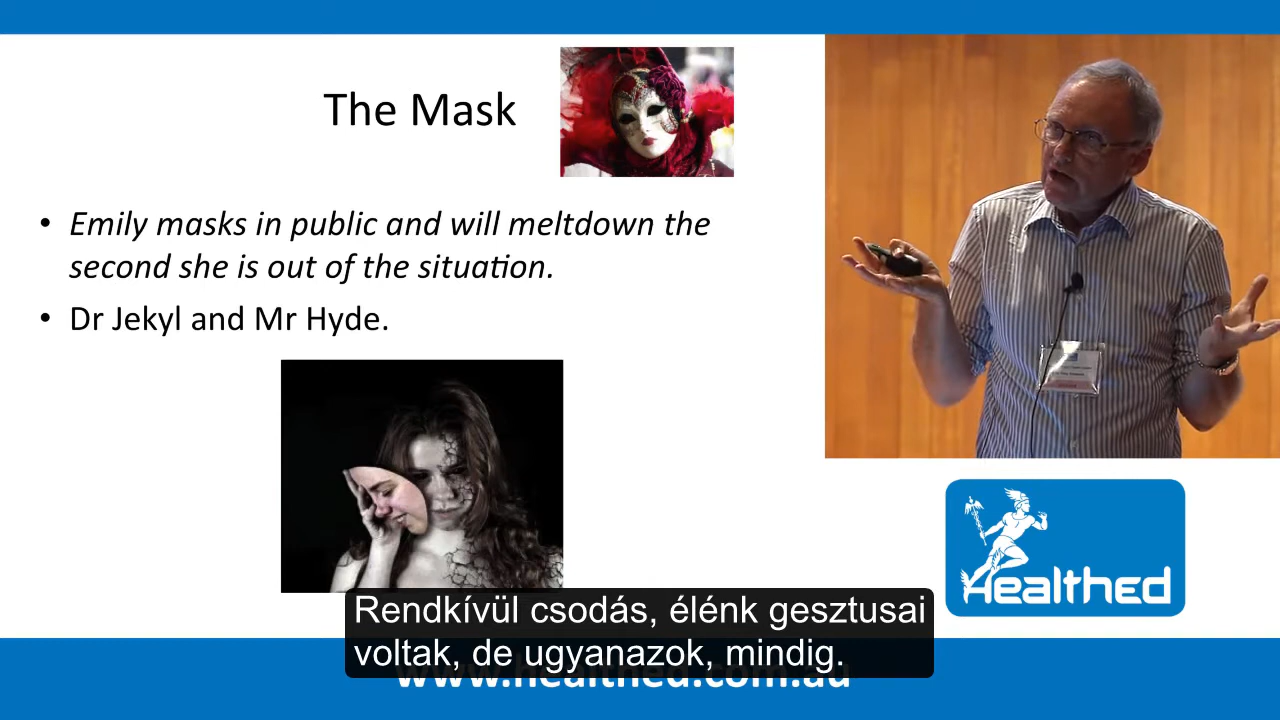 The Mask
• Emily masks in public and will meltdown the
second she is out of the situation.
• Dr Jekyl and Mr Hyde.
Healthed
Rendkívül csodás, élénk gesztusai
voltak, de ugyanazok, mindig.
www.healthed.com.au